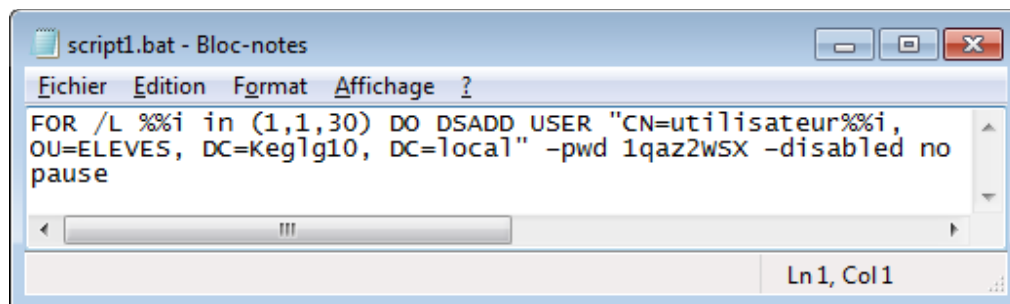 script1.bat - Bloc-notes
Fichier Edition Format Affichage ?
FOR /L %%i in (1,1,30) DO DSADD USER "CN=utilisateur%%i,
OU=ELEVES, DC=Keglg10, DC=local" -pwd 1qaz2WSX -disabled no
pause
Ln 1, Col 1